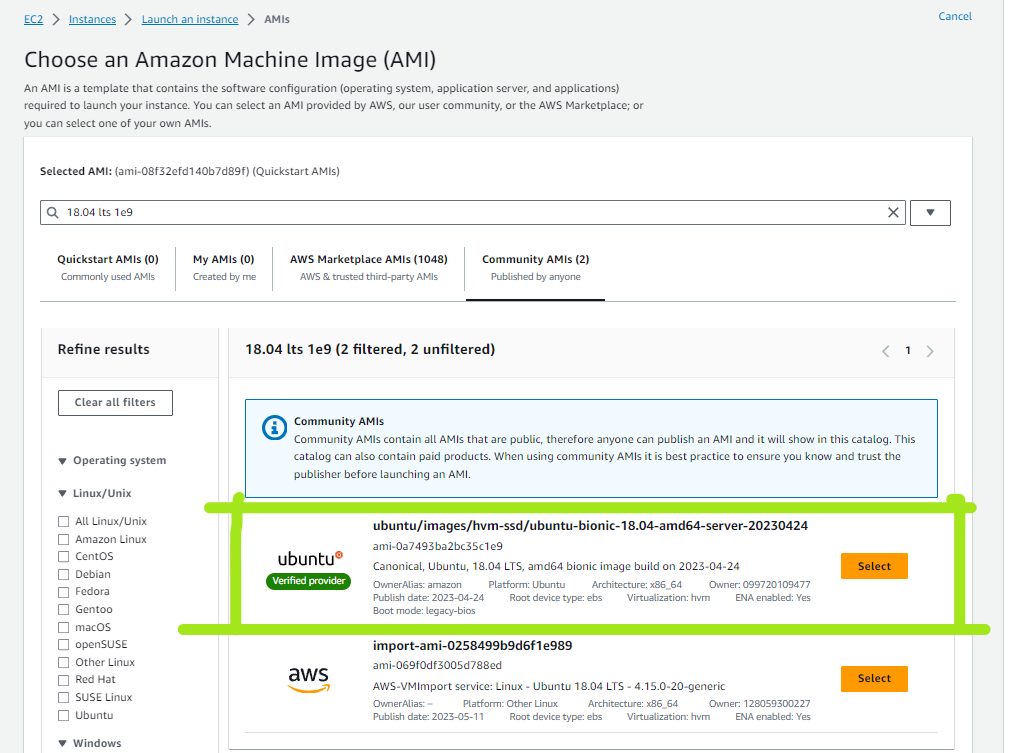 EC2 > Instances > Launch an instance > AMIs
Cancel
Choose an Amazon Machine Image (AMI)
An AMI is a template that contains the software configuration (operating system, application server, and applications)
required to launch your instance. You can select an AMI provided by AWS, our user community, or the AWS Marketplace; or
you can select one of your own AMIs.
Selected AMI: (ami-08f32efd140b7d89f) (Quickstart AMIs)
18.04 lts 1e9
Quickstart AMIs (0)
Commonly used AMIs
My AMIs (0)
Created by me
AWS Marketplace AMIs (1048)
AWS & trusted third-party AMIs
Community AMIs (2)
Published by anyone
Refine results
Clear all filters
Operating system
Linux/Unix
All Linux/Unix
Amazon Linux
CentOS
Debian
Fedora
Gentoo
macOS
openSUSE
Other Linux
Red Hat
SUSE Linux
Ubuntu
Windows
18.04 lts 1e9 (2 filtered, 2 unfiltered)
1
Community AMIs
Community AMIs contain all AMIs that are public, therefore anyone can publish an AMI and it will show in this catalog. This
catalog can also contain paid products. When using community AMIs it is best practice to ensure you know and trust the
publisher before launching an AMI.
ubuntu
Verified provider
ubuntu/images/hvm-ssd/ubuntu-bionic-18.04-amd64-server-20230424
ami-0a7493ba2bc35c1e9
Canonical, Ubuntu, 18.04 LTS, amd64 bionic image build on 2023-04-24
OwnerAlias: amazon Platform: Ubuntu Architecture: x86_64 Owner: 099720109477
Publish date: 2023-04-24 Root device type: ebs Virtualization: hvm ENA enabled: Yes
Boot mode: legacy-bios
Select
aws
import-ami-0258499b9d6f1e989
ami-069f0df3005d788ed
AWS-VMImport service: Linux - Ubuntu 18.04 LTS - 4.15.0-20-generic
OwnerAlias: – Platform: Other Linux Architecture: x86_64 Owner: 128059300227
Publish date: 2023-05-11 Root device type: ebs Virtualization: hvm ENA enabled: Yes
Select